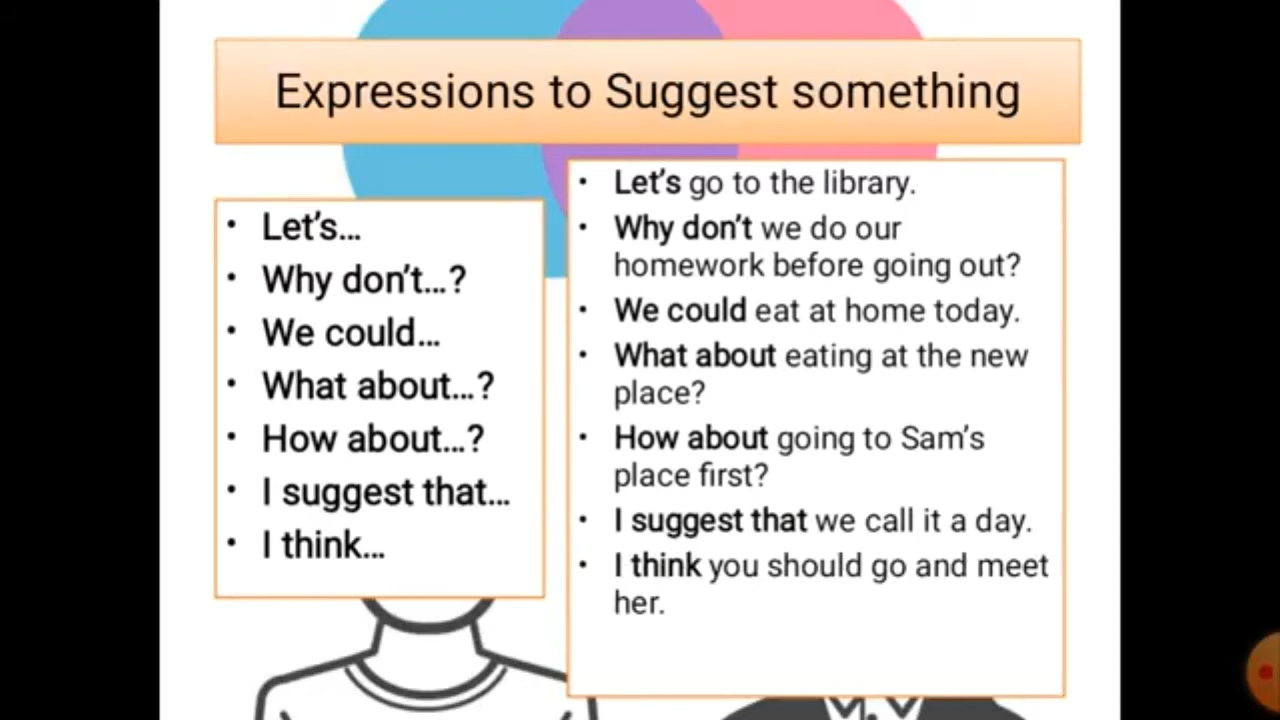 Expressions to Suggest something
• Let's...
• Why don't...?
• We could...
• What about...?
• How about...?
• I suggest that...
• I think...
• Let's go to the library.
• Why don't we do our
homework before going out?
• We could eat at home today.
• What about eating at the new
place?
• How about going to Sam's
place first?
• I suggest that we call it a day.
• I think you should go and meet
her.